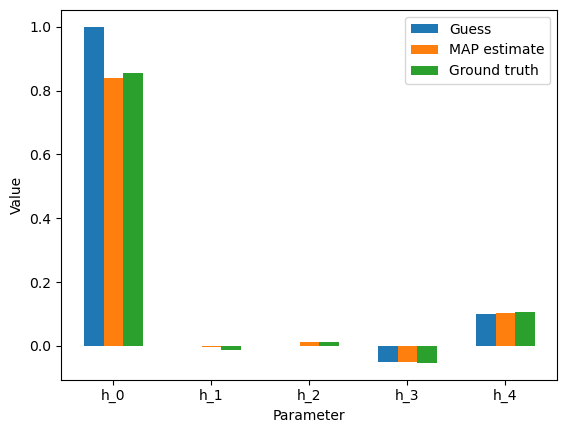 Guess
MAP estimate
Ground truth
Value
1.0
0.8
0.6
0.4
0.2
0.0
h_0 h_1 h_2 h_3 h_4
Parameter